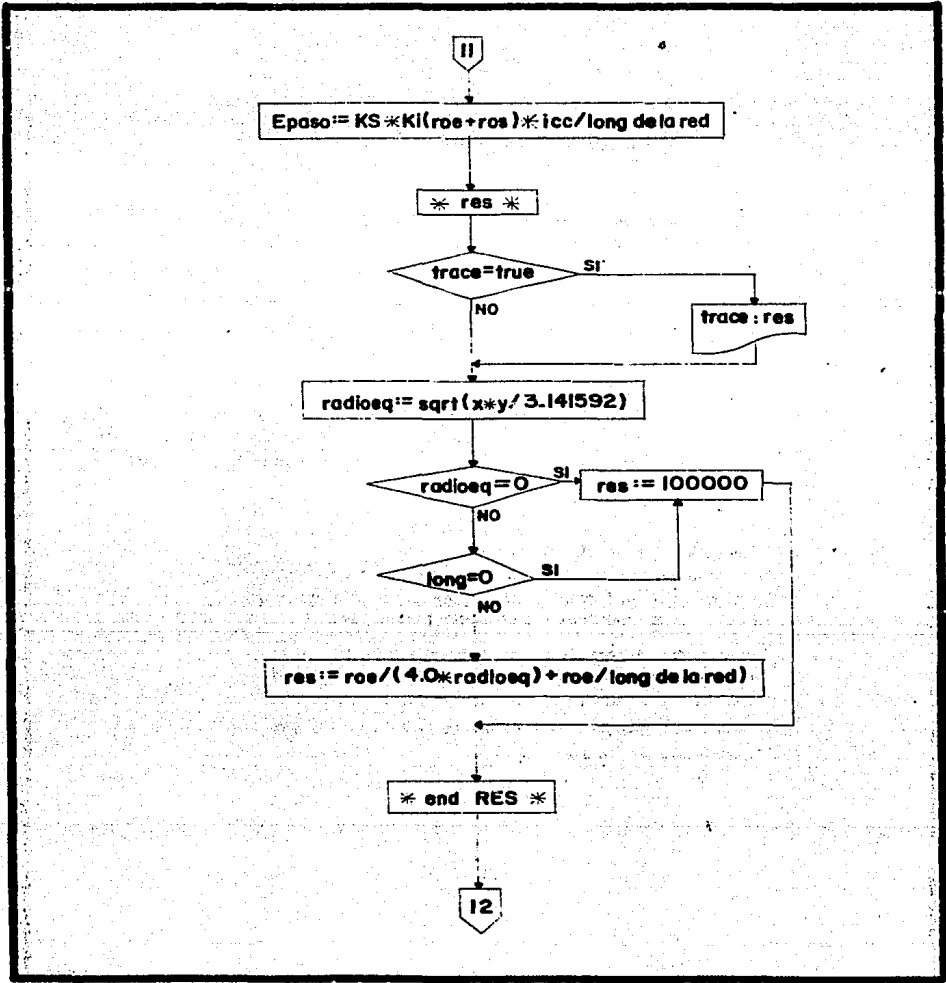 11
Epaso:= KS*Ki(roe+ros)*icc/long de la red
* res *
trace=true
SI
NO
trace: res
radioeq:= sqrt(x*y/3.141592)
radioeq=0
SI
res:= 100000
NO
long=0
SI
NO
res:= roe/(4.0*radioeq)+roe/long de la red)
* end RES *
12